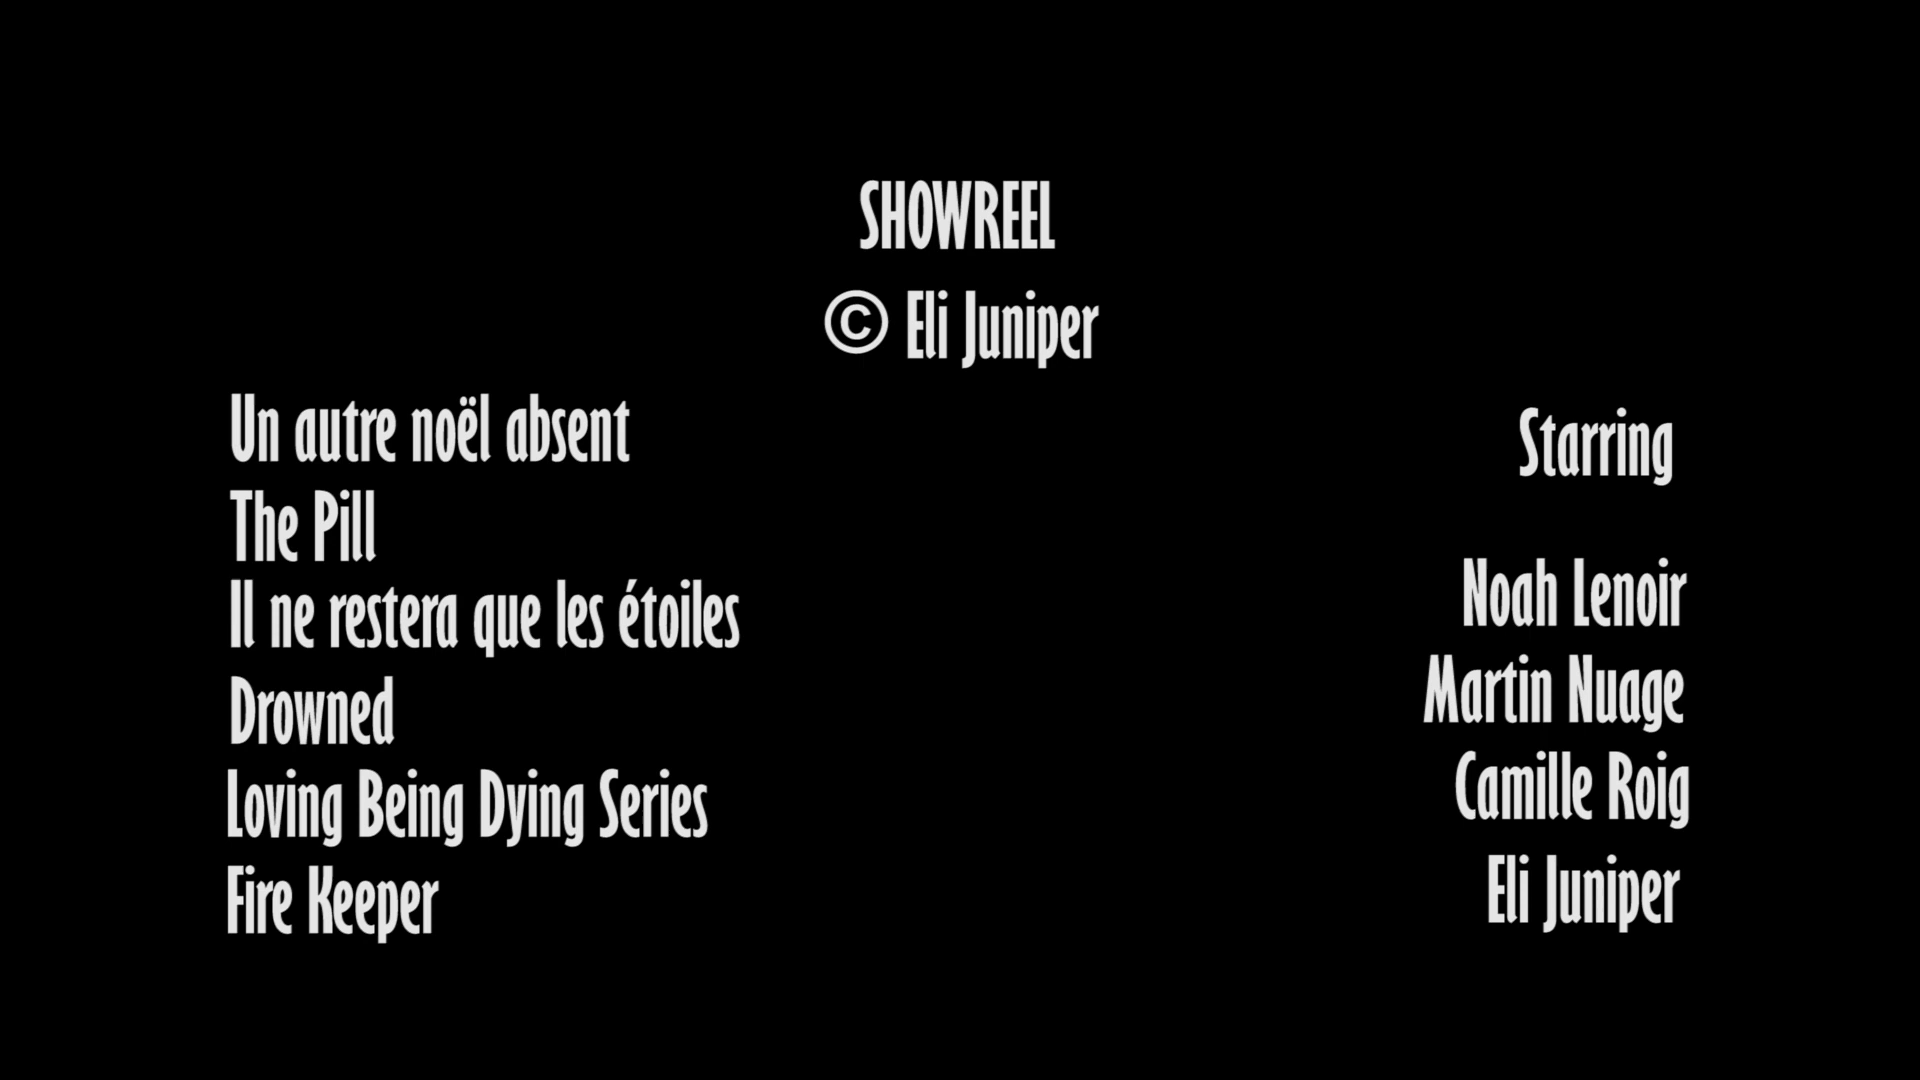 SHOWREEL
© Eli Juniper
Un autre noël absent
The Pill
Il ne restera que les étoiles
Drowned
Loving Being Dying Series
Fire Keeper
Starring
Noah Lenoir
Martin Nuage
Camille Roig
Eli Juniper